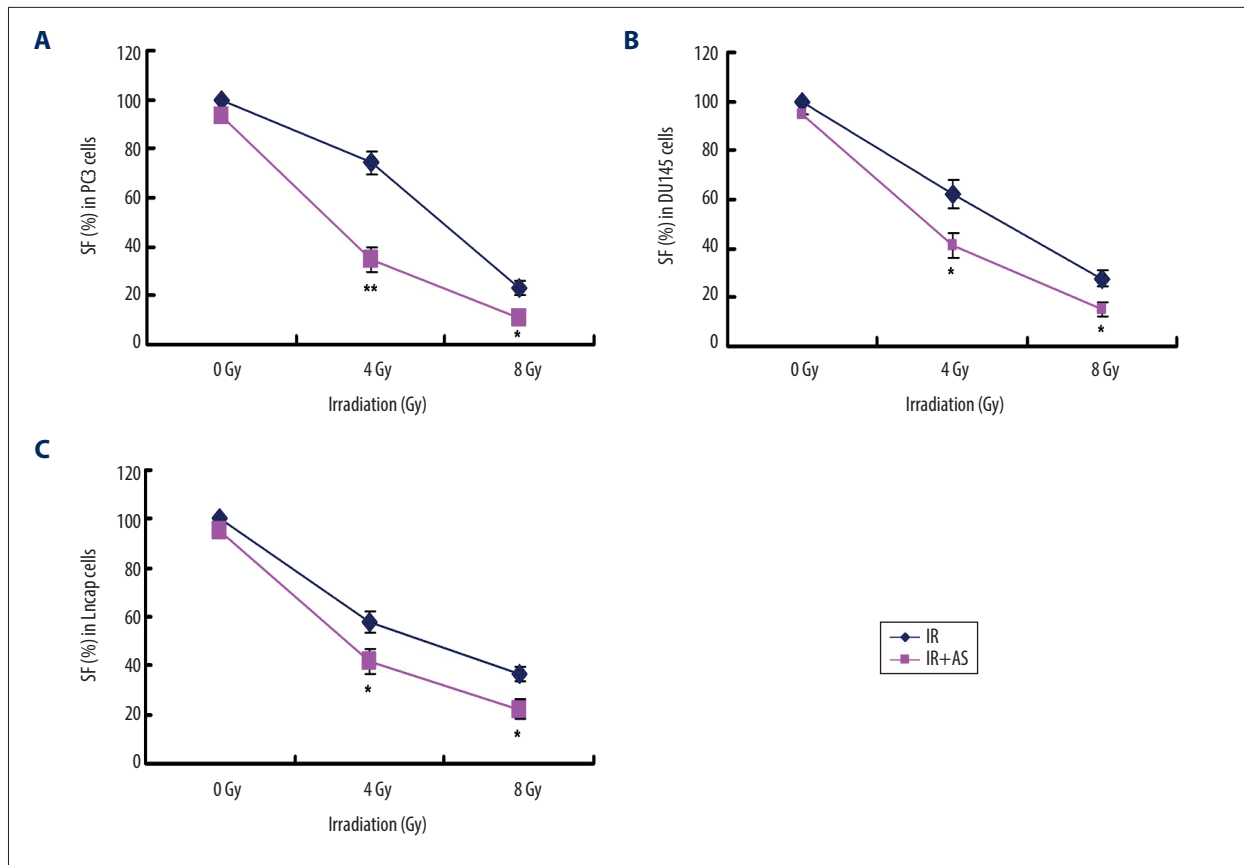 A
120
100
80
60
40
20
0
SF (%) in PC3 cells
**
*
0 Gy
4 Gy
8 Gy
Irradiation (Gy)
B
120
100
80
60
40
20
0
SF (%) in DU145 cells
*
*
0 Gy
4 Gy
8 Gy
Irradiation (Gy)
C
120
100
80
60
40
20
0
SF (%) in Lncap cells
*
*
0 Gy
4 Gy
8 Gy
Irradiation (Gy)
IR
IR+AS